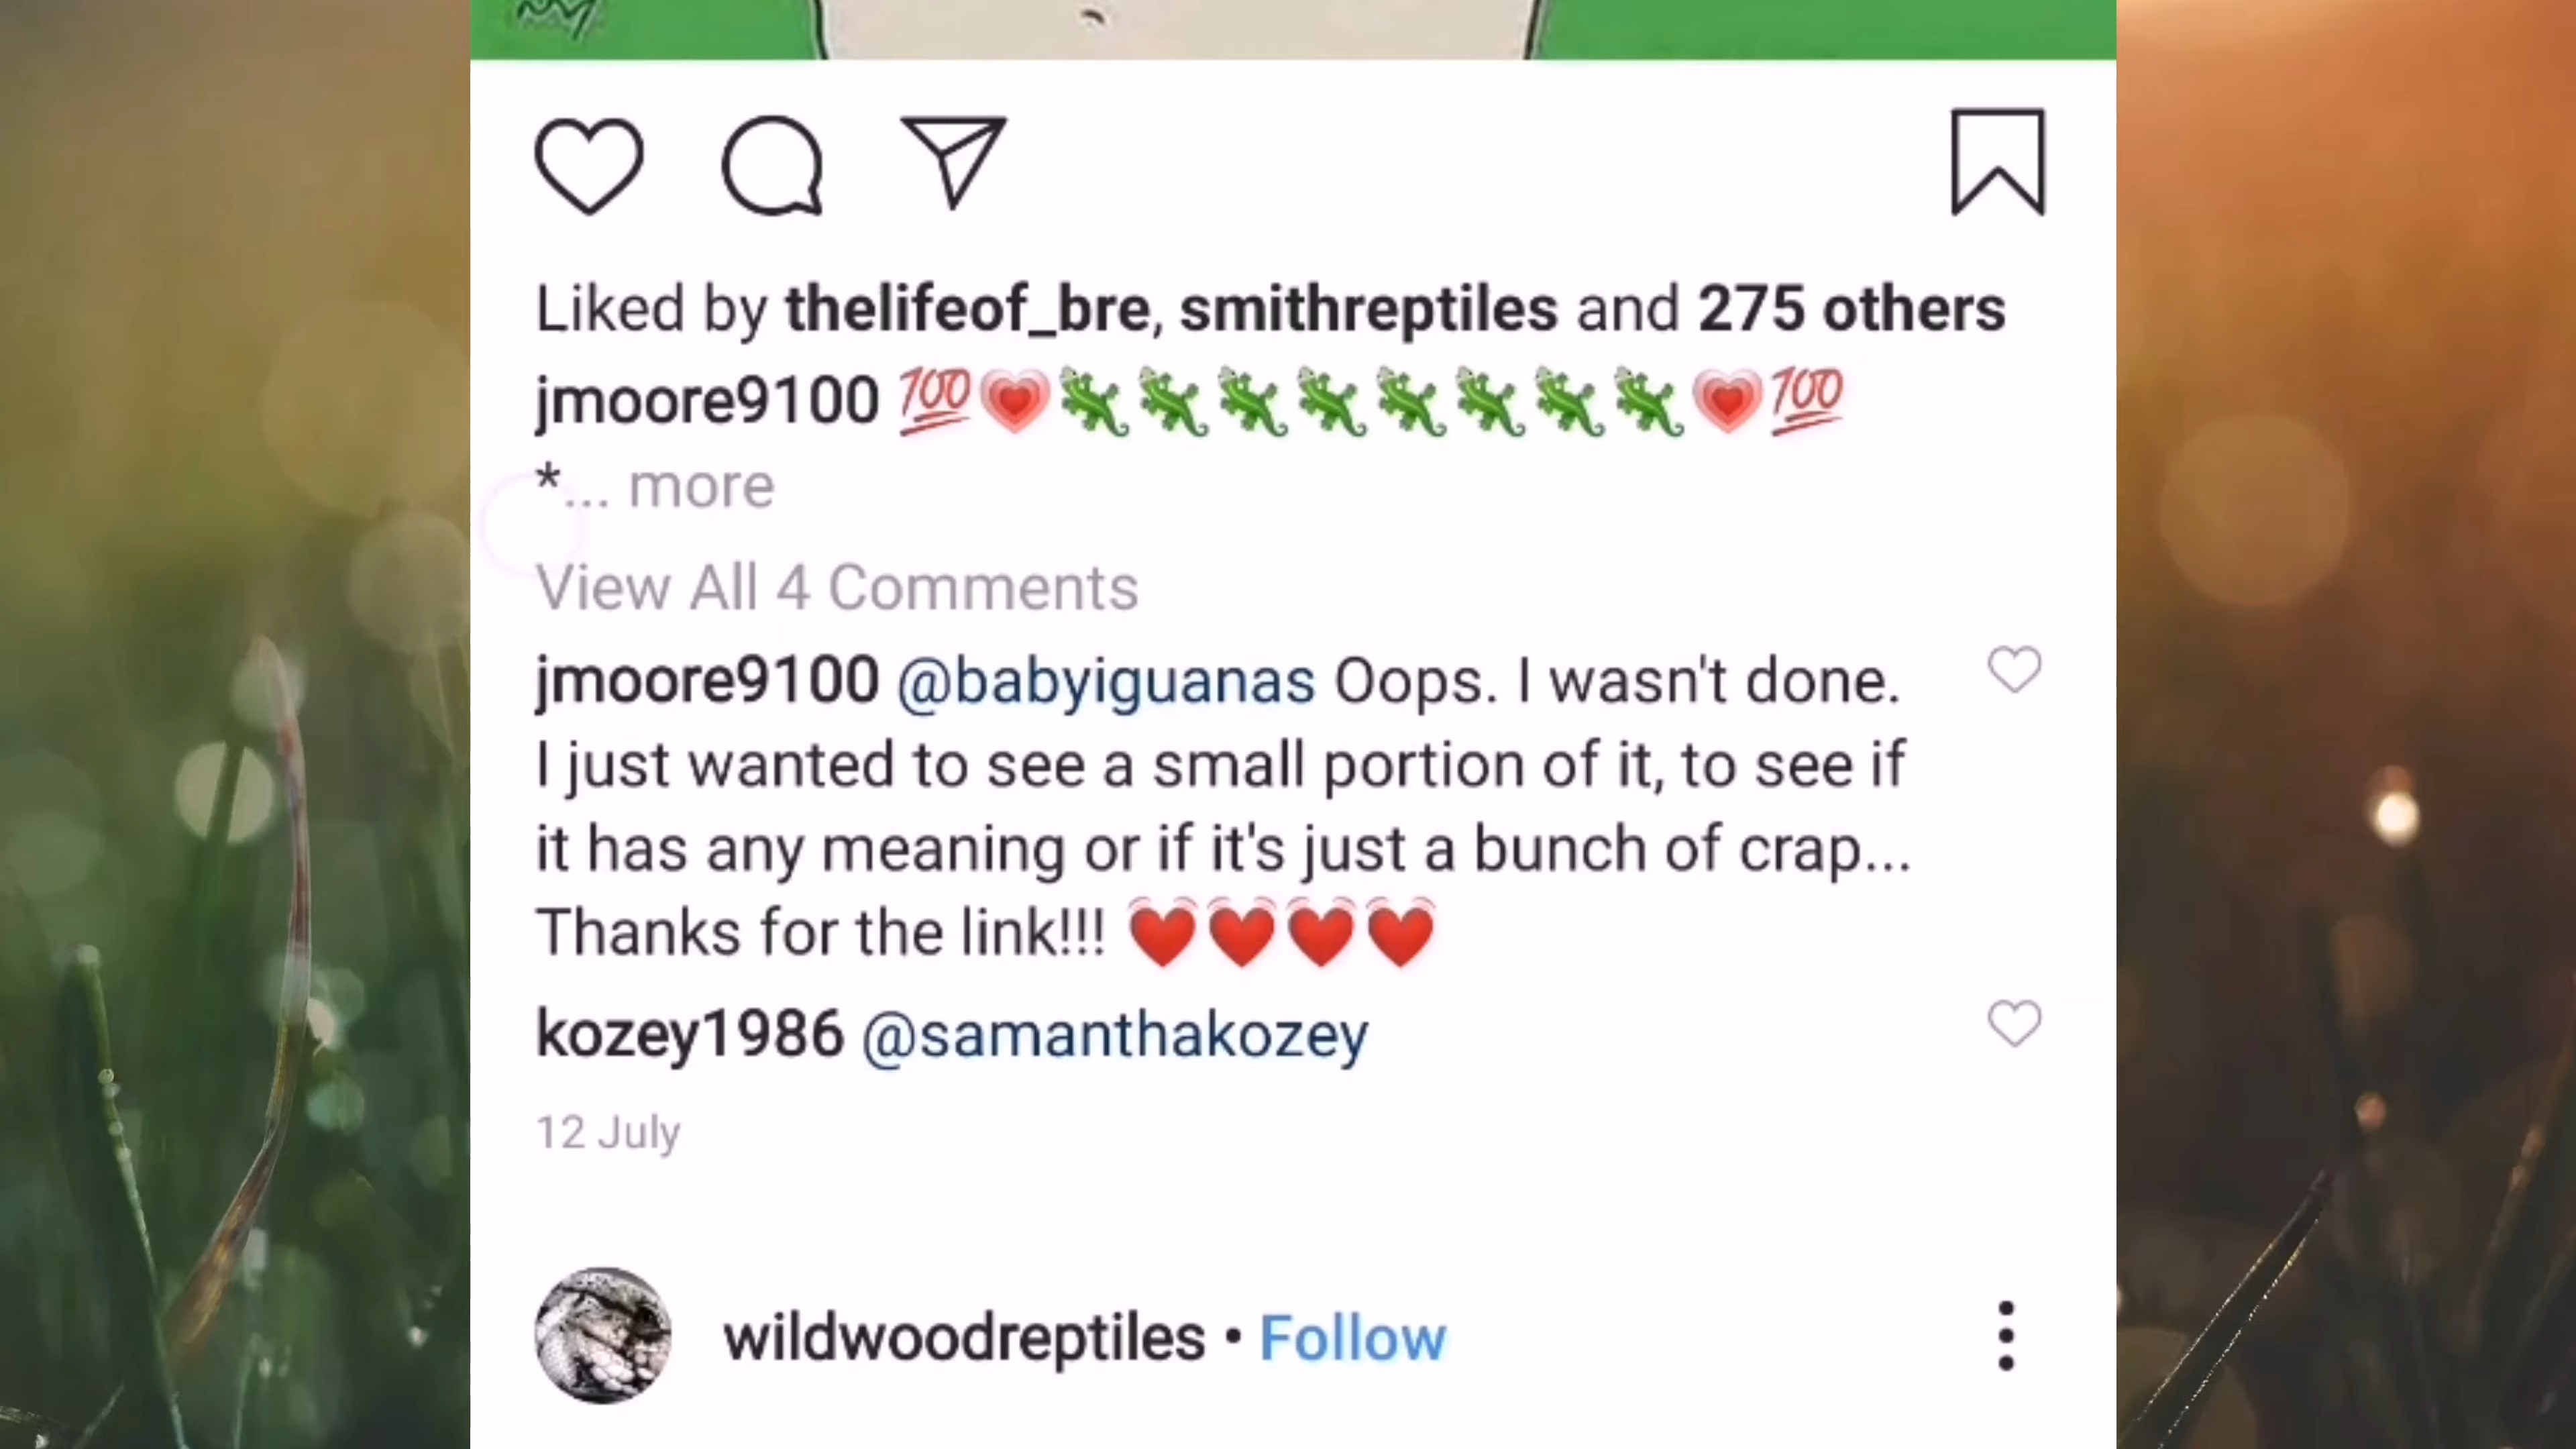 Liked by thelifeof_bre, smithreptiles and 275 others
jmoore9100 💯💗🦎🦎🦎🦎🦎🦎🦎🦎💗💯
*... more
View All 4 Comments
jmoore9100 @babyiguanas Oops. I wasn't done.
I just wanted to see a small portion of it, to see if
it has any meaning or if it's just a bunch of crap...
Thanks for the link!!! 💓💓💓💓
kozey1986 @samanthakozey
12 July
wildwoodreptiles • Follow